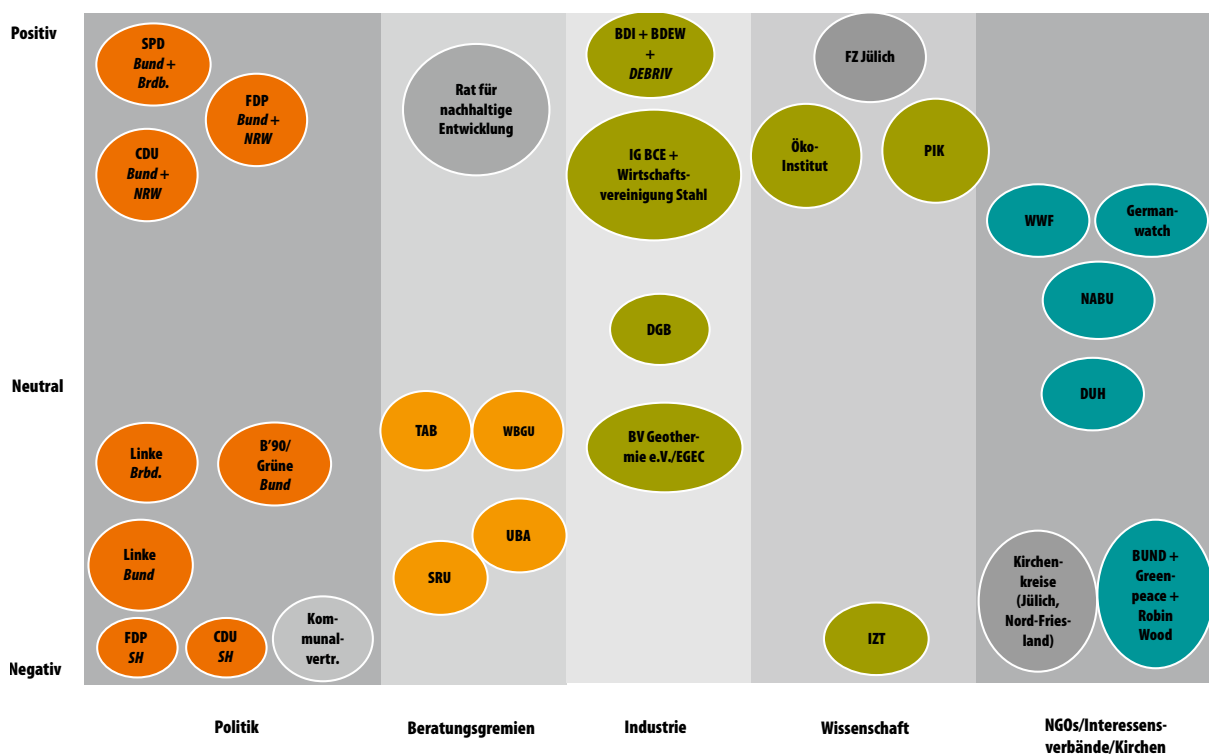 Positiv
Neutral
Negativ
SPD
Bund +
Brdb.
FDP
Bund +
NRW
CDU
Bund +
NRW
Linke
Brbd.
B'90/
Grüne
Bund
Linke
Bund
FDP
SH
CDU
SH
Kom-
munal-
vertr.
Rat für
nachhaltige
Entwicklung
TAB
WBGU
UBA
SRU
BDI + BDEW
+
DEBRIV
IG BCE +
Wirtschafts-
vereinigung Stahl
DGB
BV Geother-
mie e.V./EGEC
FZ Jülich
Öko-
Institut
PIK
IZT
WWF
German-
watch
NABU
DUH
Kirchen-
kreise
(Jülich,
Nord-Fries-
land)
BUND +
Green-
peace +
Robin
Wood
Politik
Beratungsgremien
Industrie
Wissenschaft
NGOs/Interessens-
verbände/Kirchen